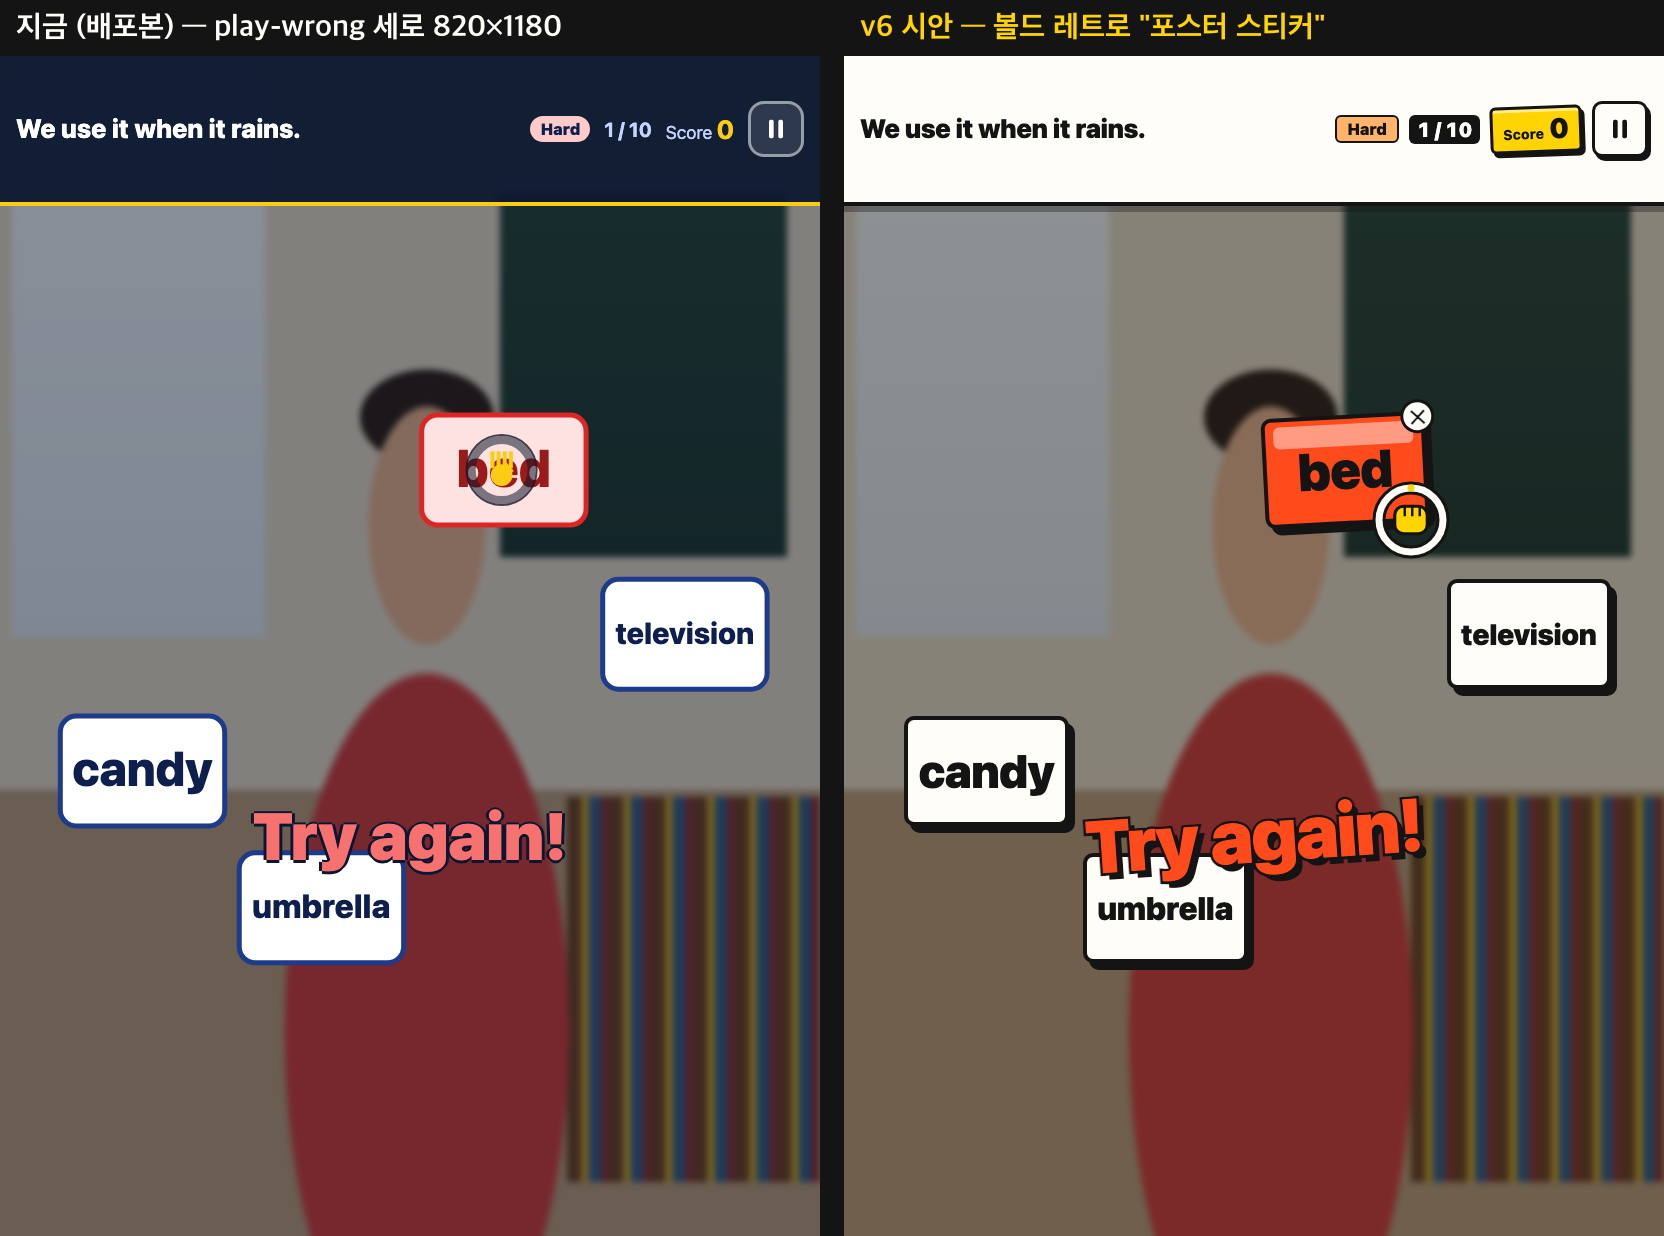 지금 (배포본) — play-wrong 세로 820×1180
We use it when it rains.
Hard 1 / 10 Score 0
bed
television
candy
Try again!
umbrella
v6 시안 — 볼드 레트로 "포스터 스티커"
We use it when it rains.
Hard 1 / 10 Score 0
bed
television
candy
Try again!
umbrella